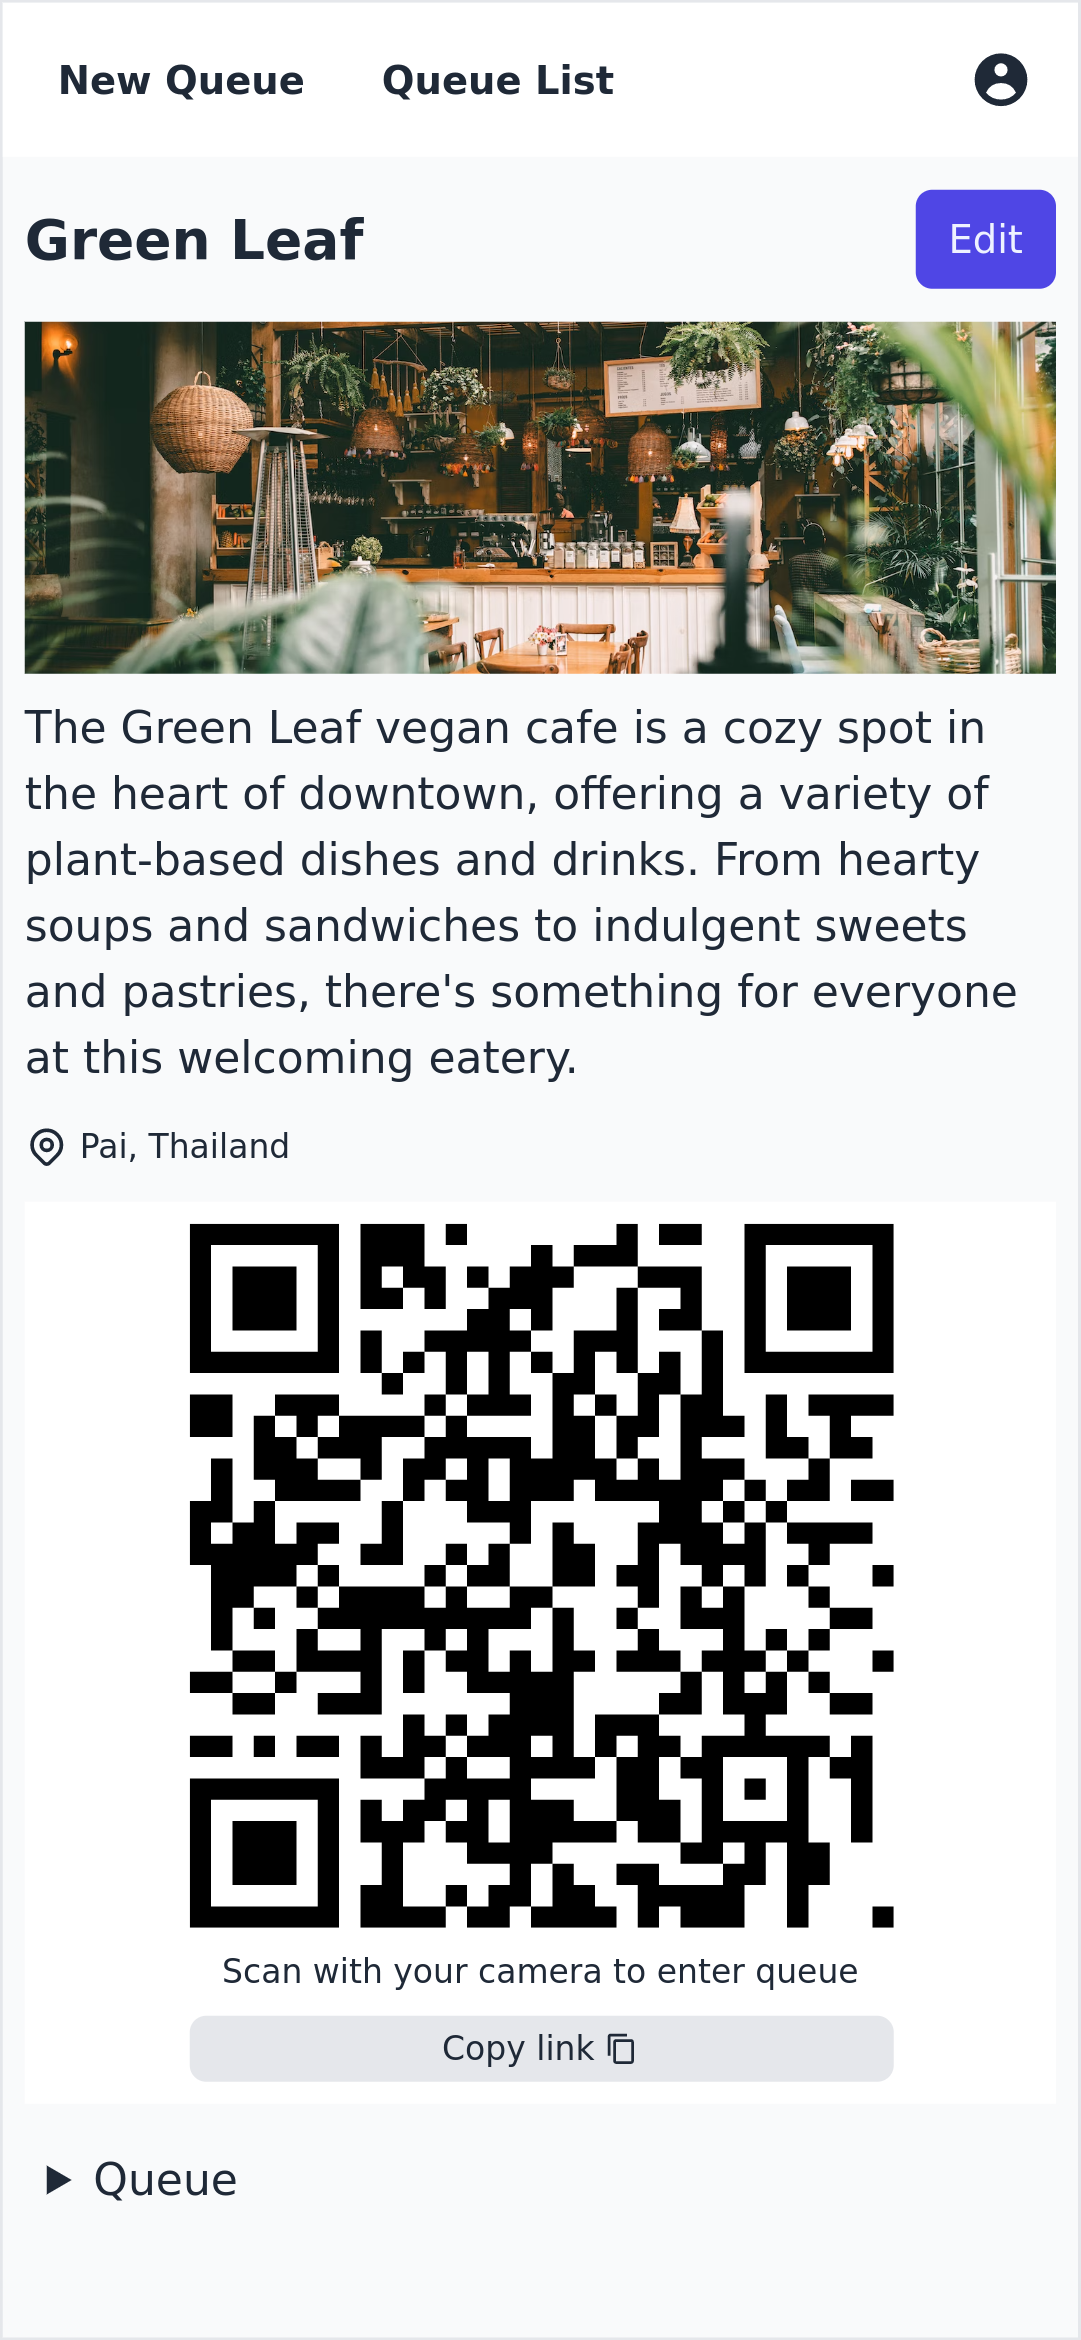 New Queue Queue List
Green Leaf
Edit
The Green Leaf vegan cafe is a cozy spot in
the heart of downtown, offering a variety of
plant-based dishes and drinks. From hearty
soups and sandwiches to indulgent sweets
and pastries, there's something for everyone
at this welcoming eatery.
Pai, Thailand
Scan with your camera to enter queue
Copy link
Queue